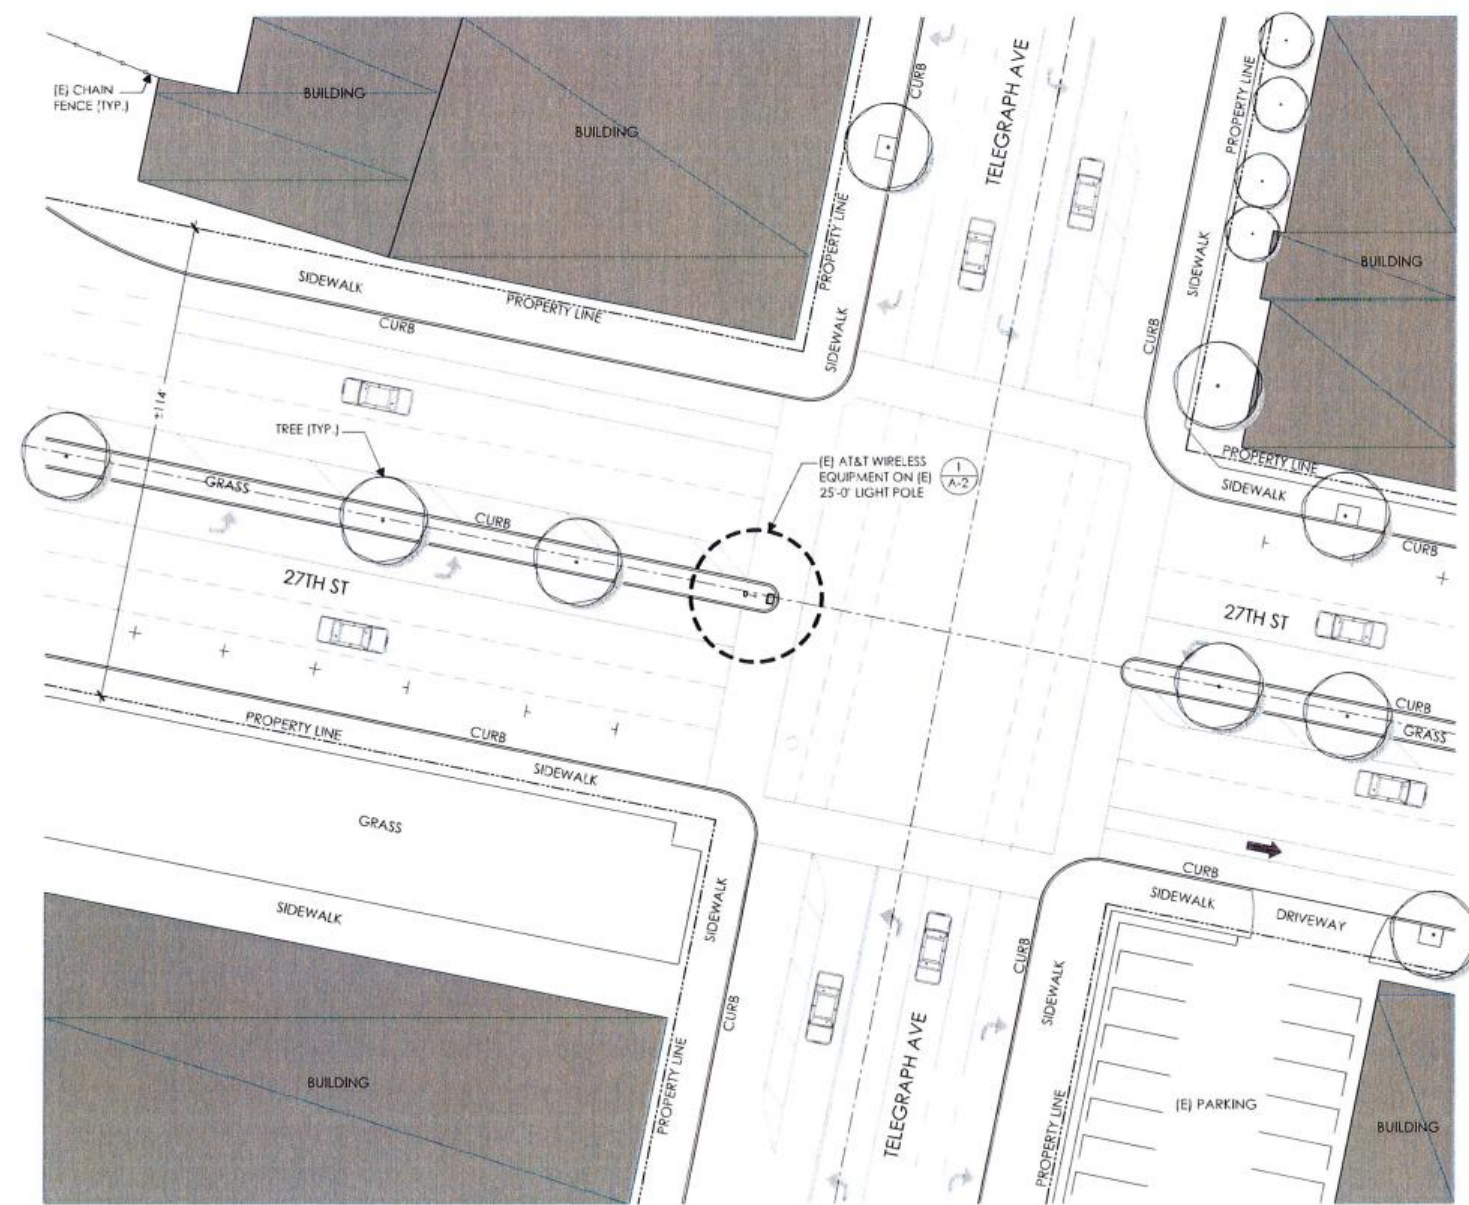 (E) CHAIN
FENCE (TYP.)
BUILDING
BUILDING
CURB
TELEGRAPH AVE
PROPERTY LINE
BUILDING
SIDEWALK
SIDEWALK
PROPERTY LINE
CURB
PROPERTY LINE
SIDEWALK
CURB
±114'
TREE (TYP.)
GRASS
CURB
(E) AT&T WIRELESS
EQUIPMENT ON (E)
25'-0" LIGHT POLE
1
A-2
PROPERTY LINE
SIDEWALK
CURB
27TH ST
27TH ST
CURB
GRASS
PROPERTY LINE
CURB
SIDEWALK
GRASS
SIDEWALK
SIDEWALK
CURB
PROPERTY LINE
BUILDING
TELEGRAPH AVE
CURB
SIDEWALK
PROPERTY LINE
CURB
SIDEWALK
DRIVEWAY
(E) PARKING
BUILDING